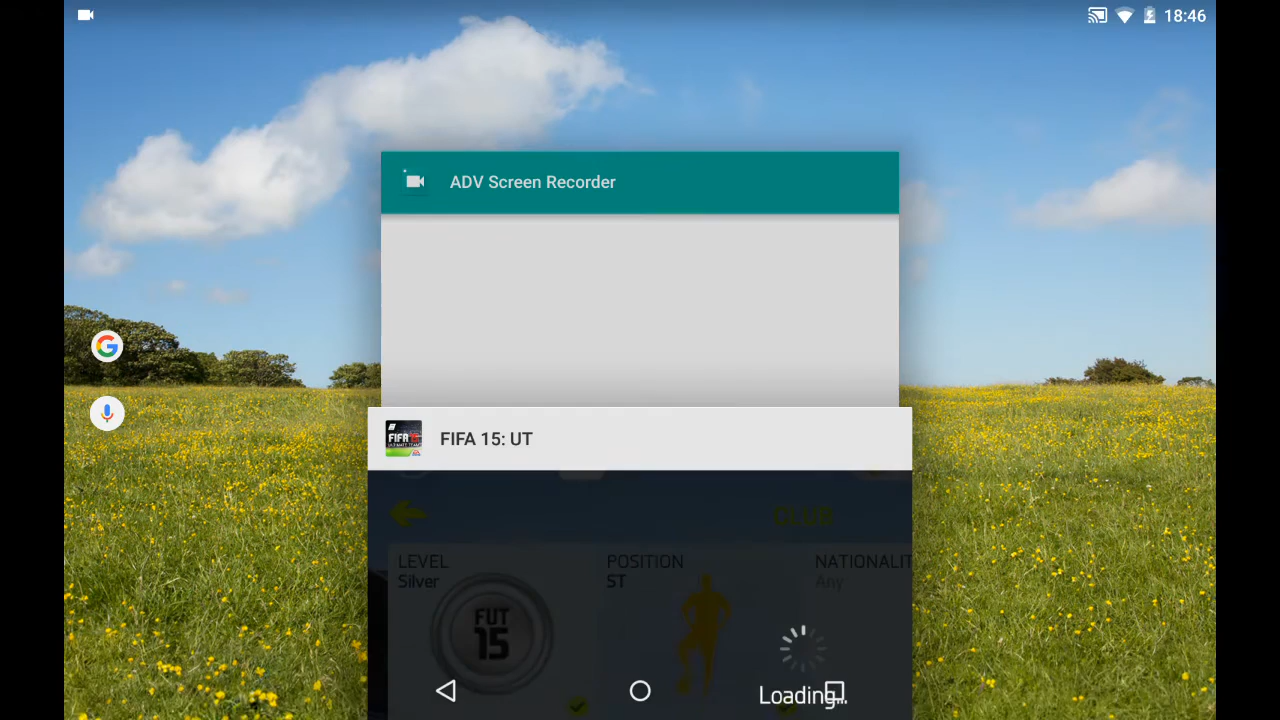 18:46
ADV Screen Recorder
FIFA 15: UT
CLUB
LEVEL
Silver
POSITION
ST
NATIONALIT
Any
FUT
15
Loading...